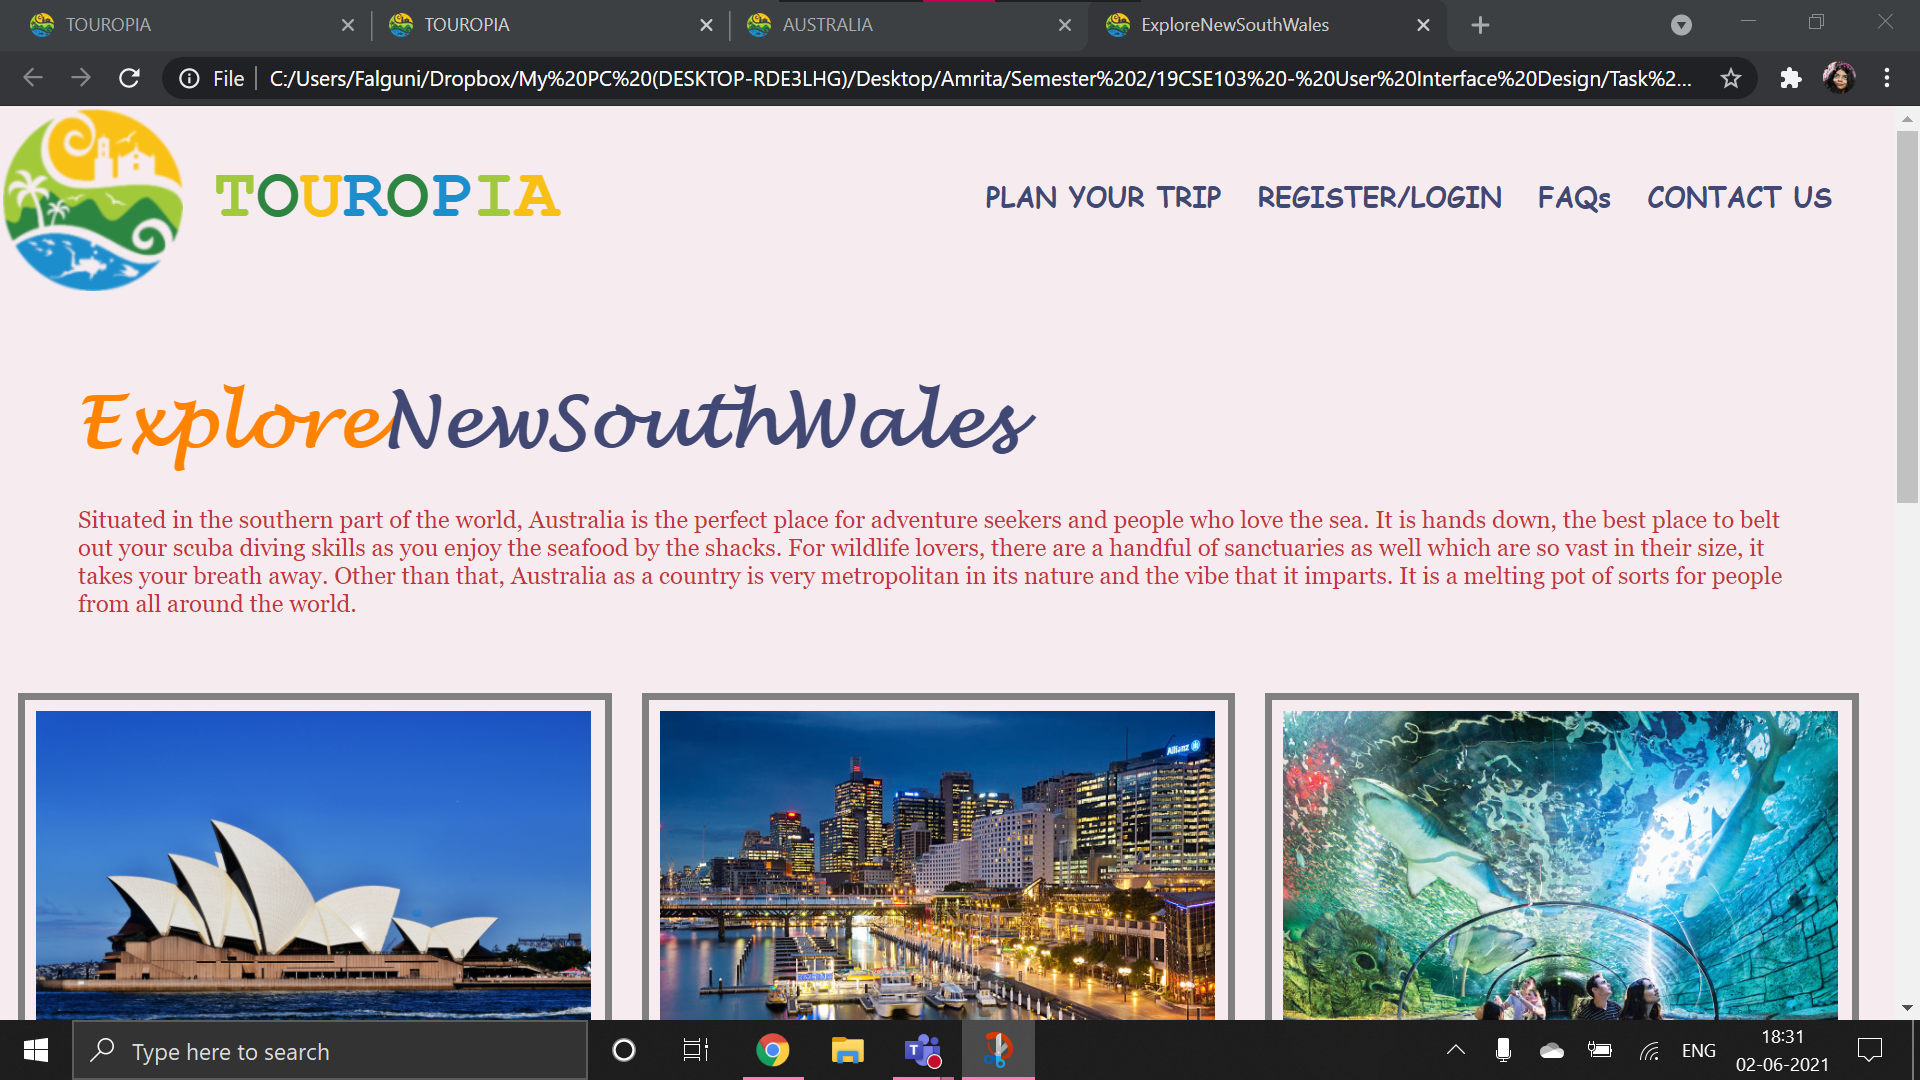 TOUROPIA
TOUROPIA
AUSTRALIA
ExploreNewSouthWales
File
C:/Users/Falguni/Dropbox/My%20PC%20(DESKTOP-RDE3LHG)/Desktop/Amrita/Semester%202/19CSE103%20-%20User%20Interface%20Design/Task%2...
TOUROPIA
PLAN YOUR TRIP
REGISTER/LOGIN
FAQs
CONTACT US
ExploreNewSouthWales
Situated in the southern part of the world, Australia is the perfect place for adventure seekers and people who love the sea. It is hands down, the best place to belt
out your scuba diving skills as you enjoy the seafood by the shacks. For wildlife lovers, there are a handful of sanctuaries as well which are so vast in their size, it
takes your breath away. Other than that, Australia as a country is very metropolitan in its nature and the vibe that it imparts. It is a melting pot of sorts for people
from all around the world.
Allianz
Type here to search
ENG
18:31
02-06-2021